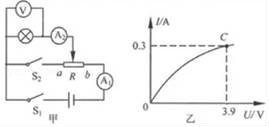 V
A₂
S₂ a R b A₁
S₁ 甲
I/A
C
0.3
0 3.9 U/V
乙